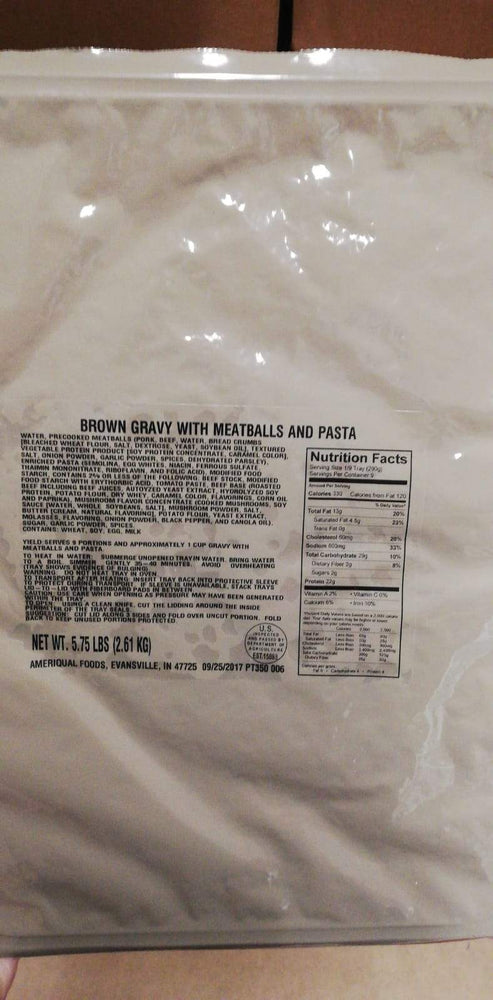 BROWN GRAVY WITH MEATBALLS AND PASTA
WATER, PRECOOKED MEATBALLS (PORK, BEEF, WATER, BREAD CRUMBS
[BLEACHED WHEAT FLOUR, SALT, DEXTROSE, YEAST, SOYBEAN OIL], TEXTURED
VEGETABLE PROTEIN PRODUCT [SOY PROTEIN CONCENTRATE, CARAMEL COLOR],
SALT, ONION POWDER, GARLIC POWDER, SPICES, DEHYDRATED PARSLEY),
ENRICHED PASTA (SEMOLINA, EGG WHITES, NIACIN, FERROUS SULFATE,
THIAMIN MONONITRATE, RIBOFLAVIN, AND FOLIC ACID), MODIFIED FOOD
STARCH, CONTAINS 2% OR LESS OF THE FOLLOWING: BEEF STOCK, MODIFIED
FOOD STARCH WITH ERYTHORBIC ACID, TOMATO PASTE, BEEF BASE (ROASTED
BEEF INCLUDING BEEF JUICES, HYDROLYZED SOY
PROTEIN, POTATO FLOUR, DRY WHEY, CARAMEL COLOR, FLAVORINGS, CORN OIL
AND PAPRIKA), MUSHROOM FLAVOR CONCENTRATE (MUSHROOMS, SOY
SAUCE [WATER, WHOLE SOYBEANS, SALT], MUSHROOM POWDER, SALT,
BUTTER [CREAM, NATURAL FLAVORING], POTATO FLOUR, YEAST EXTRACT,
MOLASSES, FLAVORING, ONION POWDER, BLACK PEPPER, AND CANOLA OIL),
SUGAR, GARLIC POWDER, SPICES.
CONTAINS: WHEAT, SOY, EGG, MILK
YIELD SERVES 9 PORTIONS AND APPROXIMATELY 1 CUP GRAVY WITH
MEATBALLS AND PASTA
TO HEAT IN WATER: SUBMERGE UNOPENED TRAY IN WATER. BRING WATER
TO A BOIL. SIMMER GENTLY 35-40 MINUTES. AVOID OVERHEATING
(TRAY SHOWS EVIDENCE OF BULGING).
WARNING: DO NOT HEAT TRAY IN OVEN
TO TRANSPORT AFTER HEATING: INSERT TRAY BACK INTO PROTECTIVE SLEEVE
TO PROTECT DURING TRANSPORT. IF SLEEVE IS UNAVAILABLE, STACK TRAYS
LID-TO-LID WITH FIBERBOARD PADS IN BETWEEN
CAUTION: USE CARE WHEN OPENING AS PRESSURE MAY HAVE BEEN GENERATED
WITHIN THE TRAY
TO OPEN: USING A CLEAN KNIFE, CUT THE LIDDING AROUND THE INSIDE
PERIMETER OF THE TRAY SEALS
SUGGESTION: CUT LID ALONG 3 SIDES AND FOLD OVER UNCUT PORTION. FOLD
BACK TO KEEP UNUSED PORTIONS PROTECTED
NET WT. 5.75 LBS (2.61 KG)
U.S.
INSPECTED
AND PASSED BY
DEPARTMENT OF
AGRICULTURE
AMERIQUAL FOODS, EVANSVILLE, IN 47725 09/25/2017 PT350 006
Nutrition Facts
Serving Size 1/9 Tray (290g)
Servings Per Container 9
Amount Per Serving
Calories 330 Calories from Fat 120
% Daily Value*
Total Fat 13g 20%
Saturated Fat 4.5g 23%
Trans Fat 0g
Cholesterol 60mg 20%
Sodium 33%
Total Carbohydrate 29g 10%
Dietary Fiber 2g 8%
Sugars 2g
Protein 22g
Vitamin A 2% • Vitamin C 0%
Calcium 6% • Iron 10%